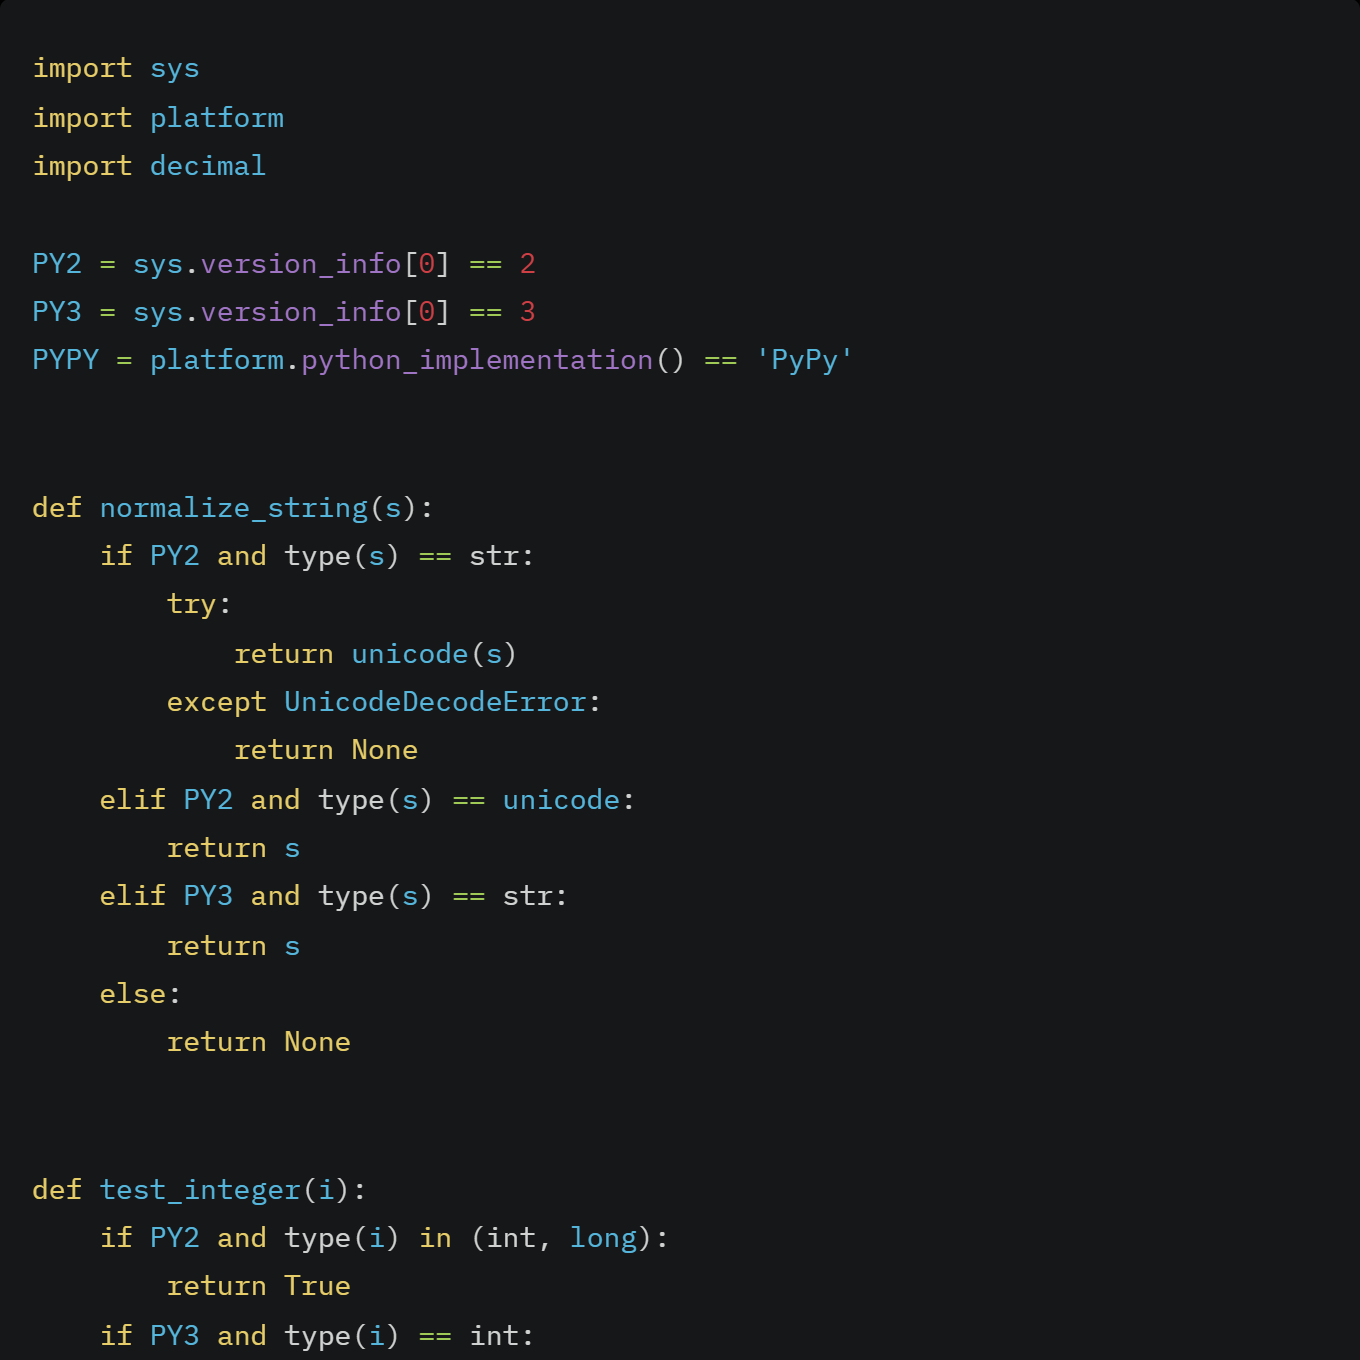 import sys
import platform
import decimal

PY2 = sys.version_info[0] == 2
PY3 = sys.version_info[0] == 3
PYPY = platform.python_implementation() == 'PyPy'


def normalize_string(s):
    if PY2 and type(s) == str:
        try:
            return unicode(s)
        except UnicodeDecodeError:
            return None
    elif PY2 and type(s) == unicode:
        return s
    elif PY3 and type(s) == str:
        return s
    else:
        return None


def test_integer(i):
    if PY2 and type(i) in (int, long):
        return True
    if PY3 and type(i) == int: